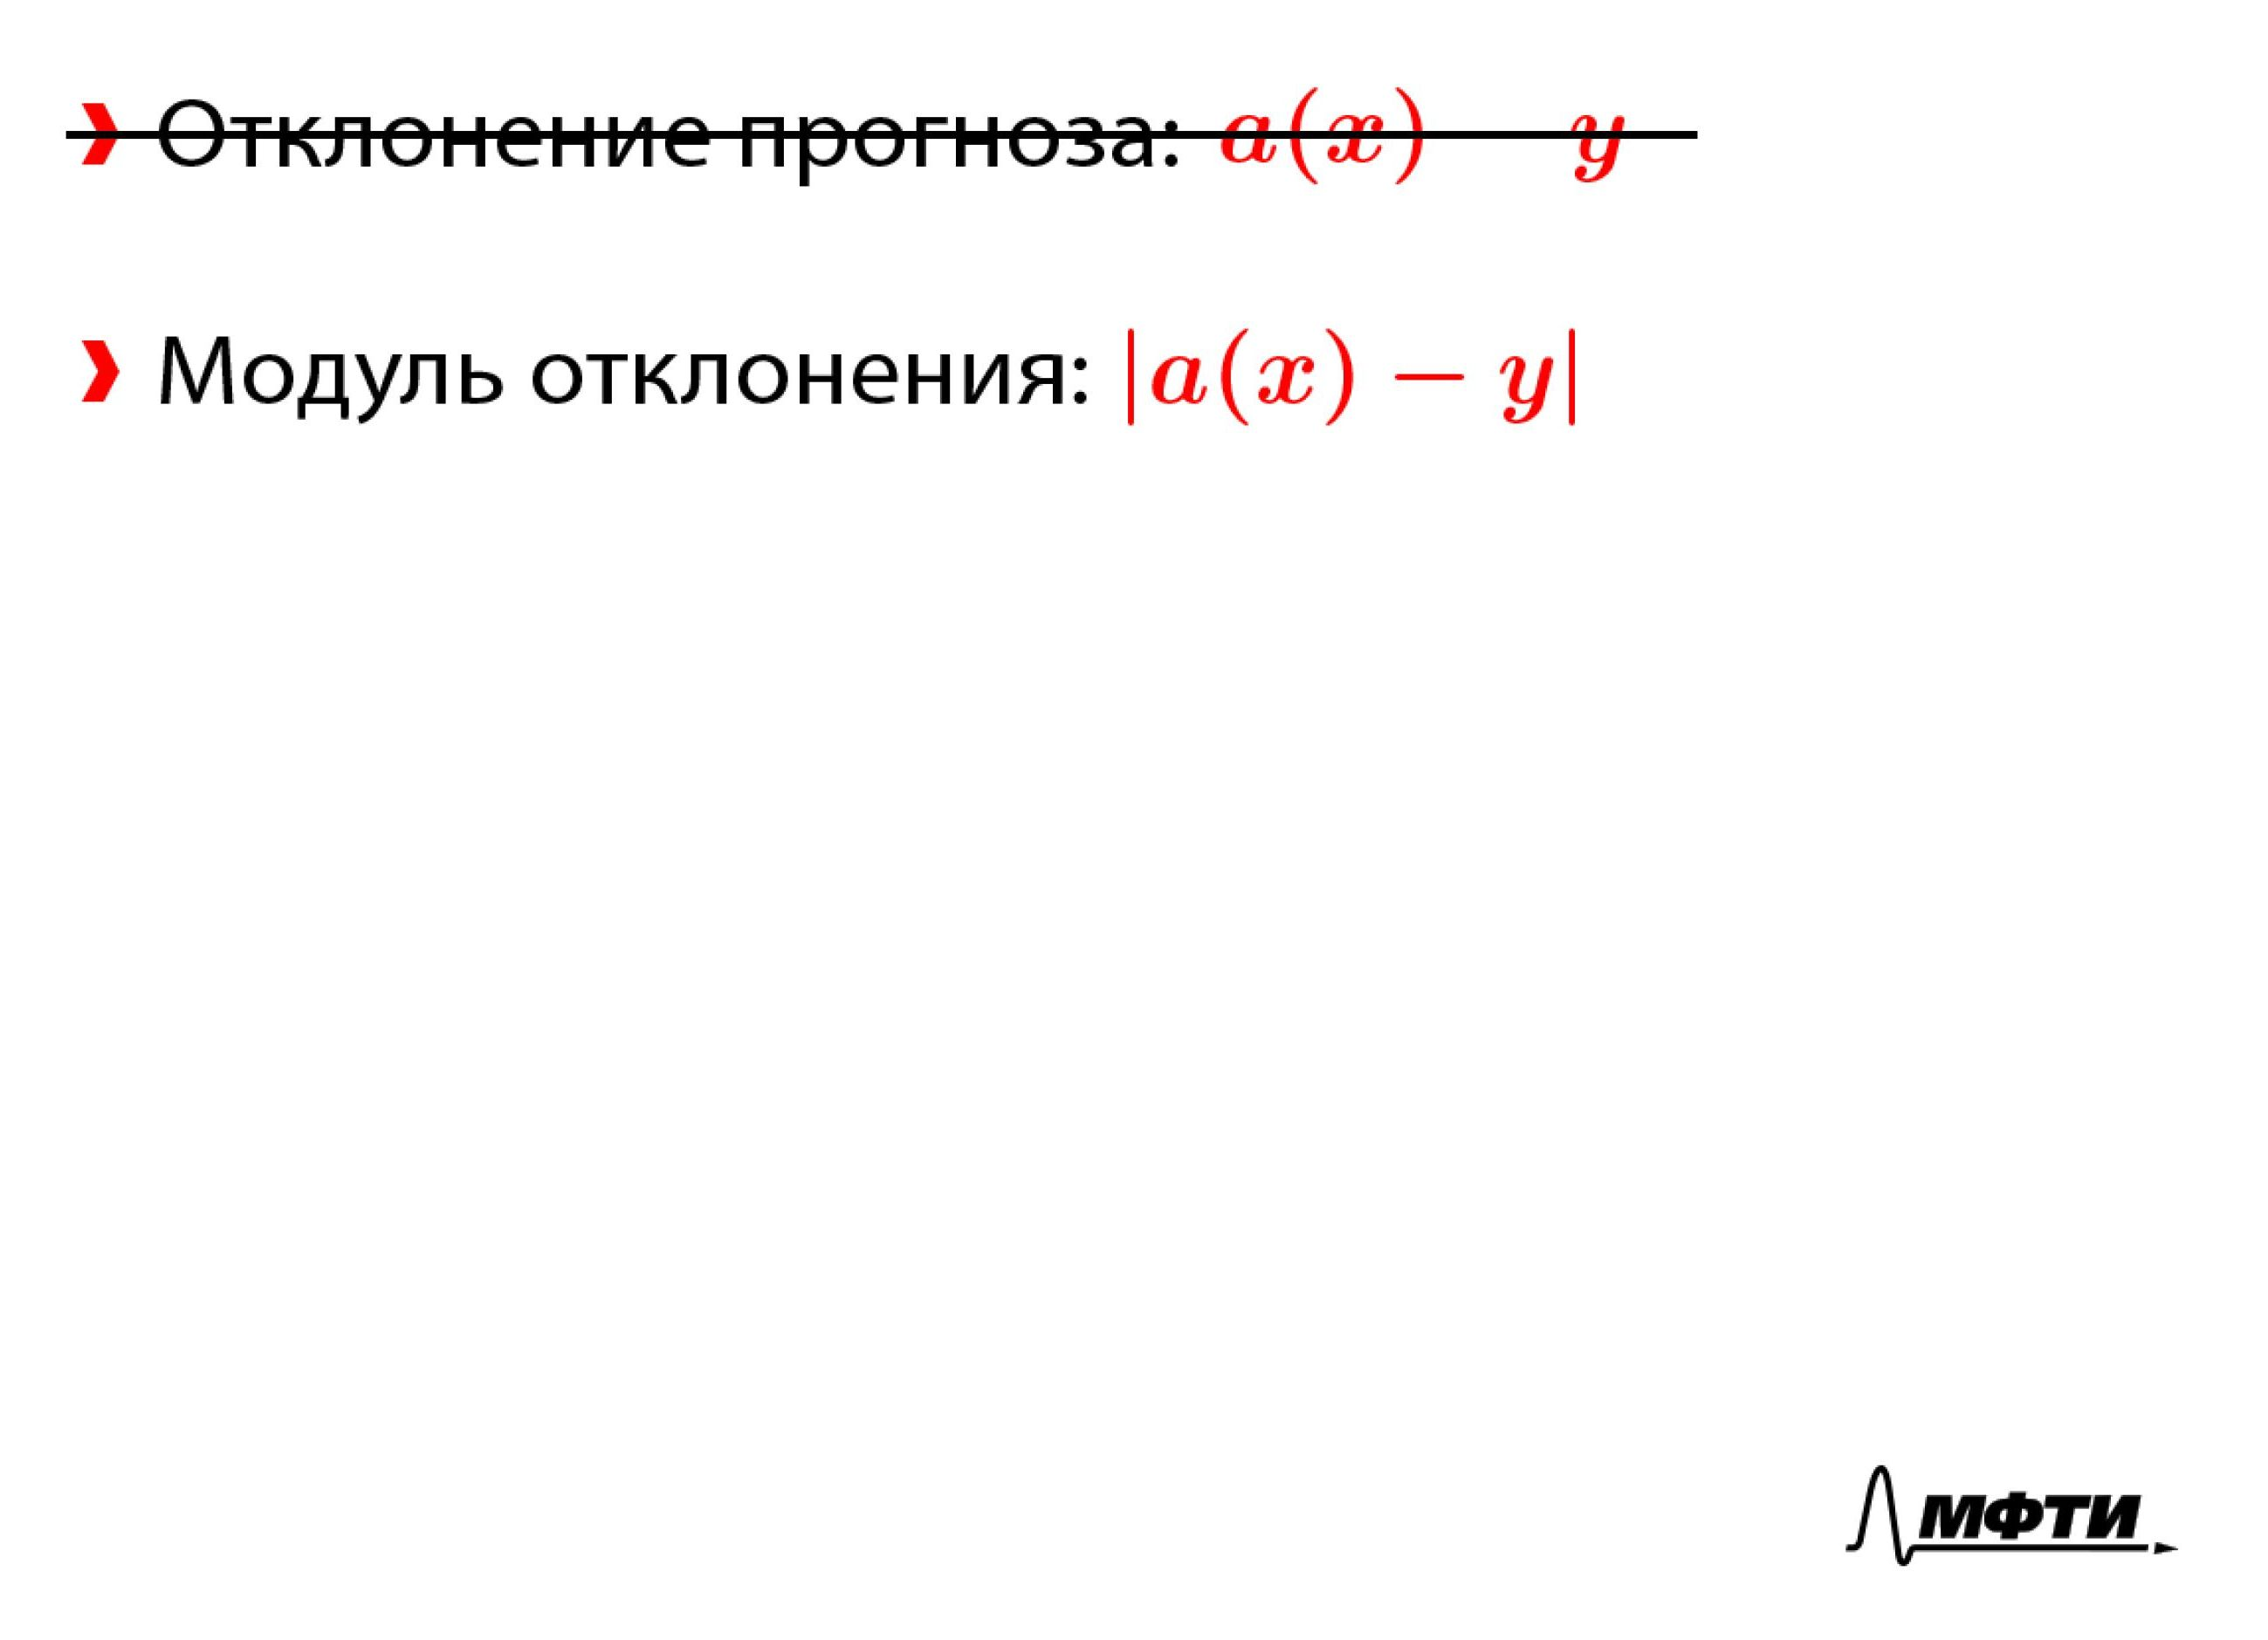 Отклонение прогноза: a(x) − y
Модуль отклонения: |a(x) − y|
МФТИ